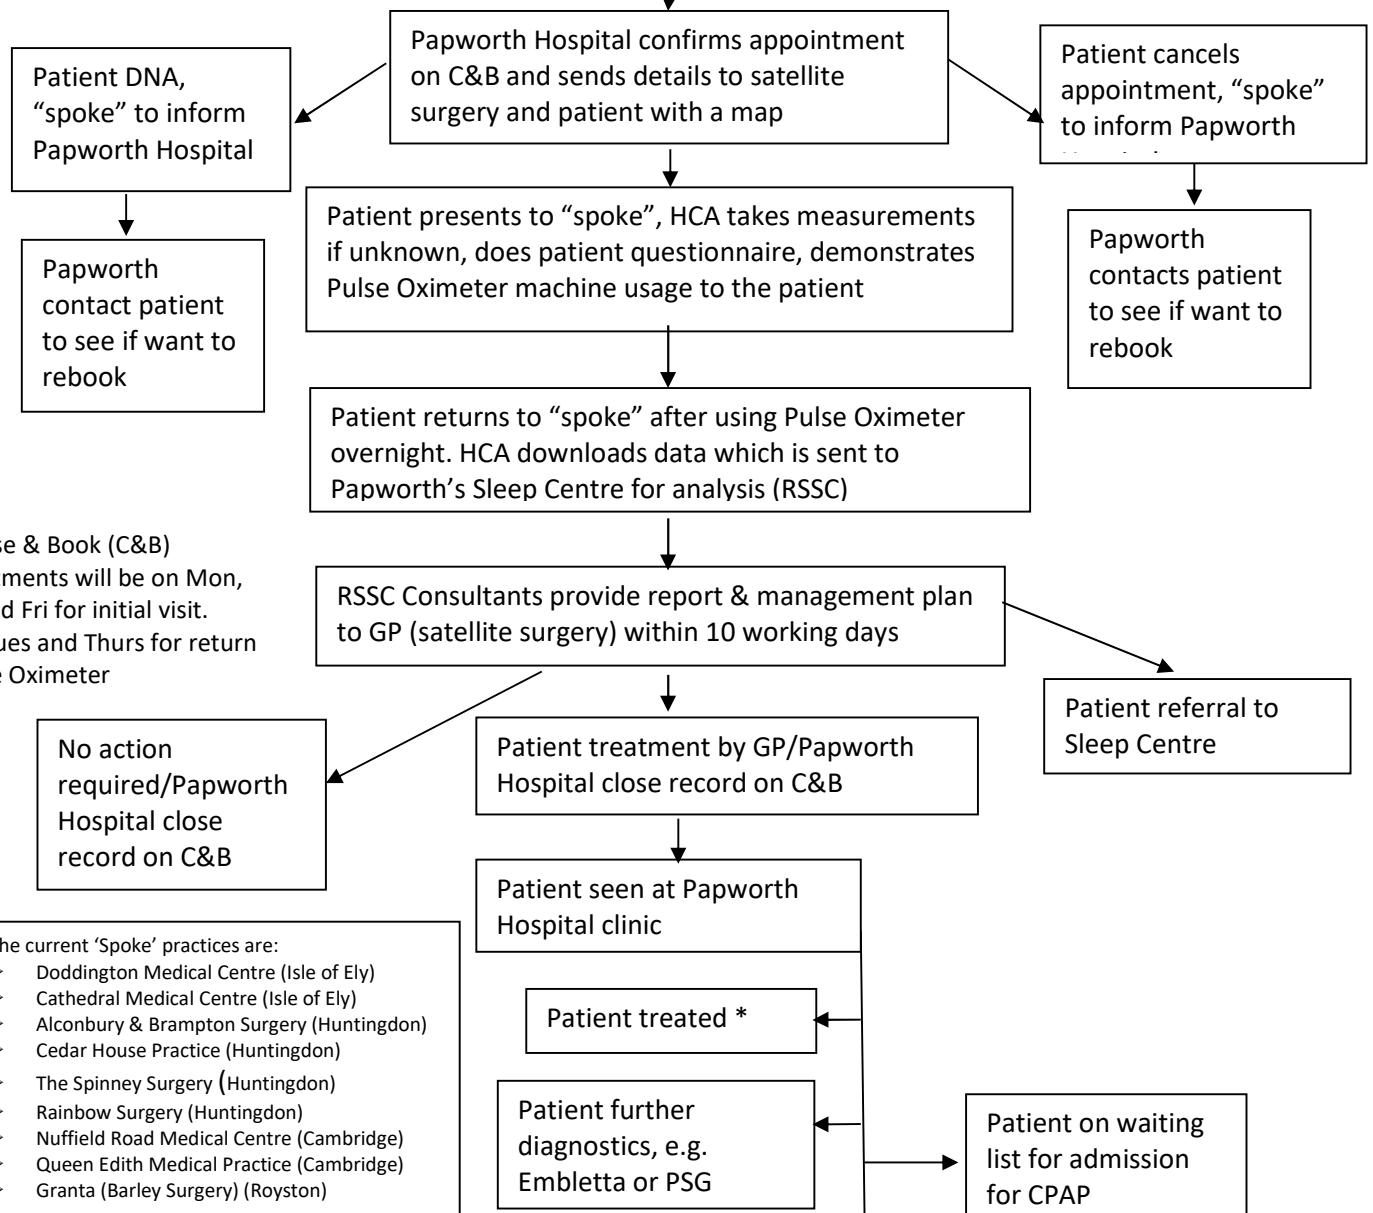 Papworth Hospital confirms appointment
on C&B and sends details to satellite
surgery and patient with a map
Patient DNA,
“spoke” to inform
Papworth Hospital
Patient cancels
appointment, “spoke”
to inform Papworth
Papworth
contact patient
to see if want to
rebook
Patient presents to “spoke”, HCA takes measurements
if unknown, does patient questionnaire, demonstrates
Pulse Oximeter machine usage to the patient
Papworth
contacts patient
to see if want to
rebook
Patient returns to “spoke” after using Pulse Oximeter
overnight. HCA downloads data which is sent to
Papworth’s Sleep Centre for analysis (RSSC)
& Book (C&B)
will be on Mon,
Fri for initial visit.
and Thurs for return
Oximeter
RSSC Consultants provide report & management plan
to GP (satellite surgery) within 10 working days
Patient referral to
Sleep Centre
No action
required/Papworth
Hospital close
record on C&B
Patient treatment by GP/Papworth
Hospital close record on C&B
Patient seen at Papworth
Hospital clinic
current ‘Spoke’ practices are:
Doddington Medical Centre (Isle of Ely)
Cathedral Medical Centre (Isle of Ely)
Alconbury & Brampton Surgery (Huntingdon)
Cedar House Practice (Huntingdon)
The Spinney Surgery (Huntingdon)
Rainbow Surgery (Huntingdon)
Nuffield Road Medical Centre (Cambridge)
Queen Edith Medical Practice (Cambridge)
Granta (Barley Surgery) (Royston)
Patient treated *
Patient further
diagnostics, e.g.
Embletta or PSG
Patient on waiting
list for admission
for CPAP